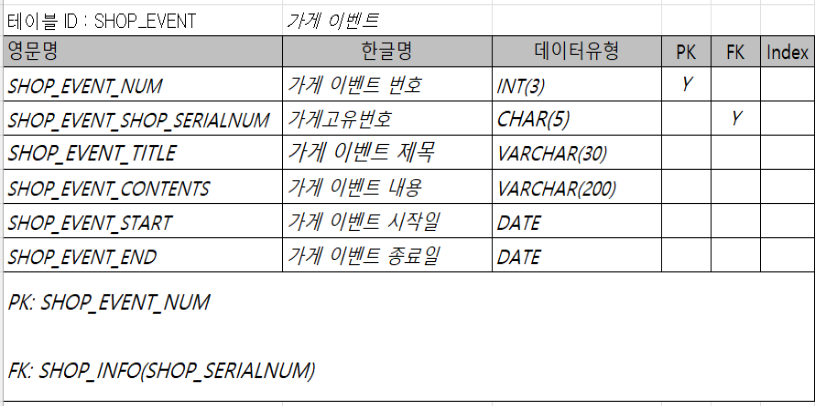 테이블 ID : SHOP_EVENT 가게 이벤트
영문명 한글명 데이터유형 PK FK Index
SHOP_EVENT_NUM 가게 이벤트 번호 INT(3) Y
SHOP_EVENT_SHOP_SERIALNUM 가게고유번호 CHAR(5) Y
SHOP_EVENT_TITLE 가게 이벤트 제목 VARCHAR(30)
SHOP_EVENT_CONTENTS 가게 이벤트 내용 VARCHAR(200)
SHOP_EVENT_START 가게 이벤트 시작일 DATE
SHOP_EVENT_END 가게 이벤트 종료일 DATE
PK: SHOP_EVENT_NUM
FK: SHOP_INFO(SHOP_SERIALNUM)